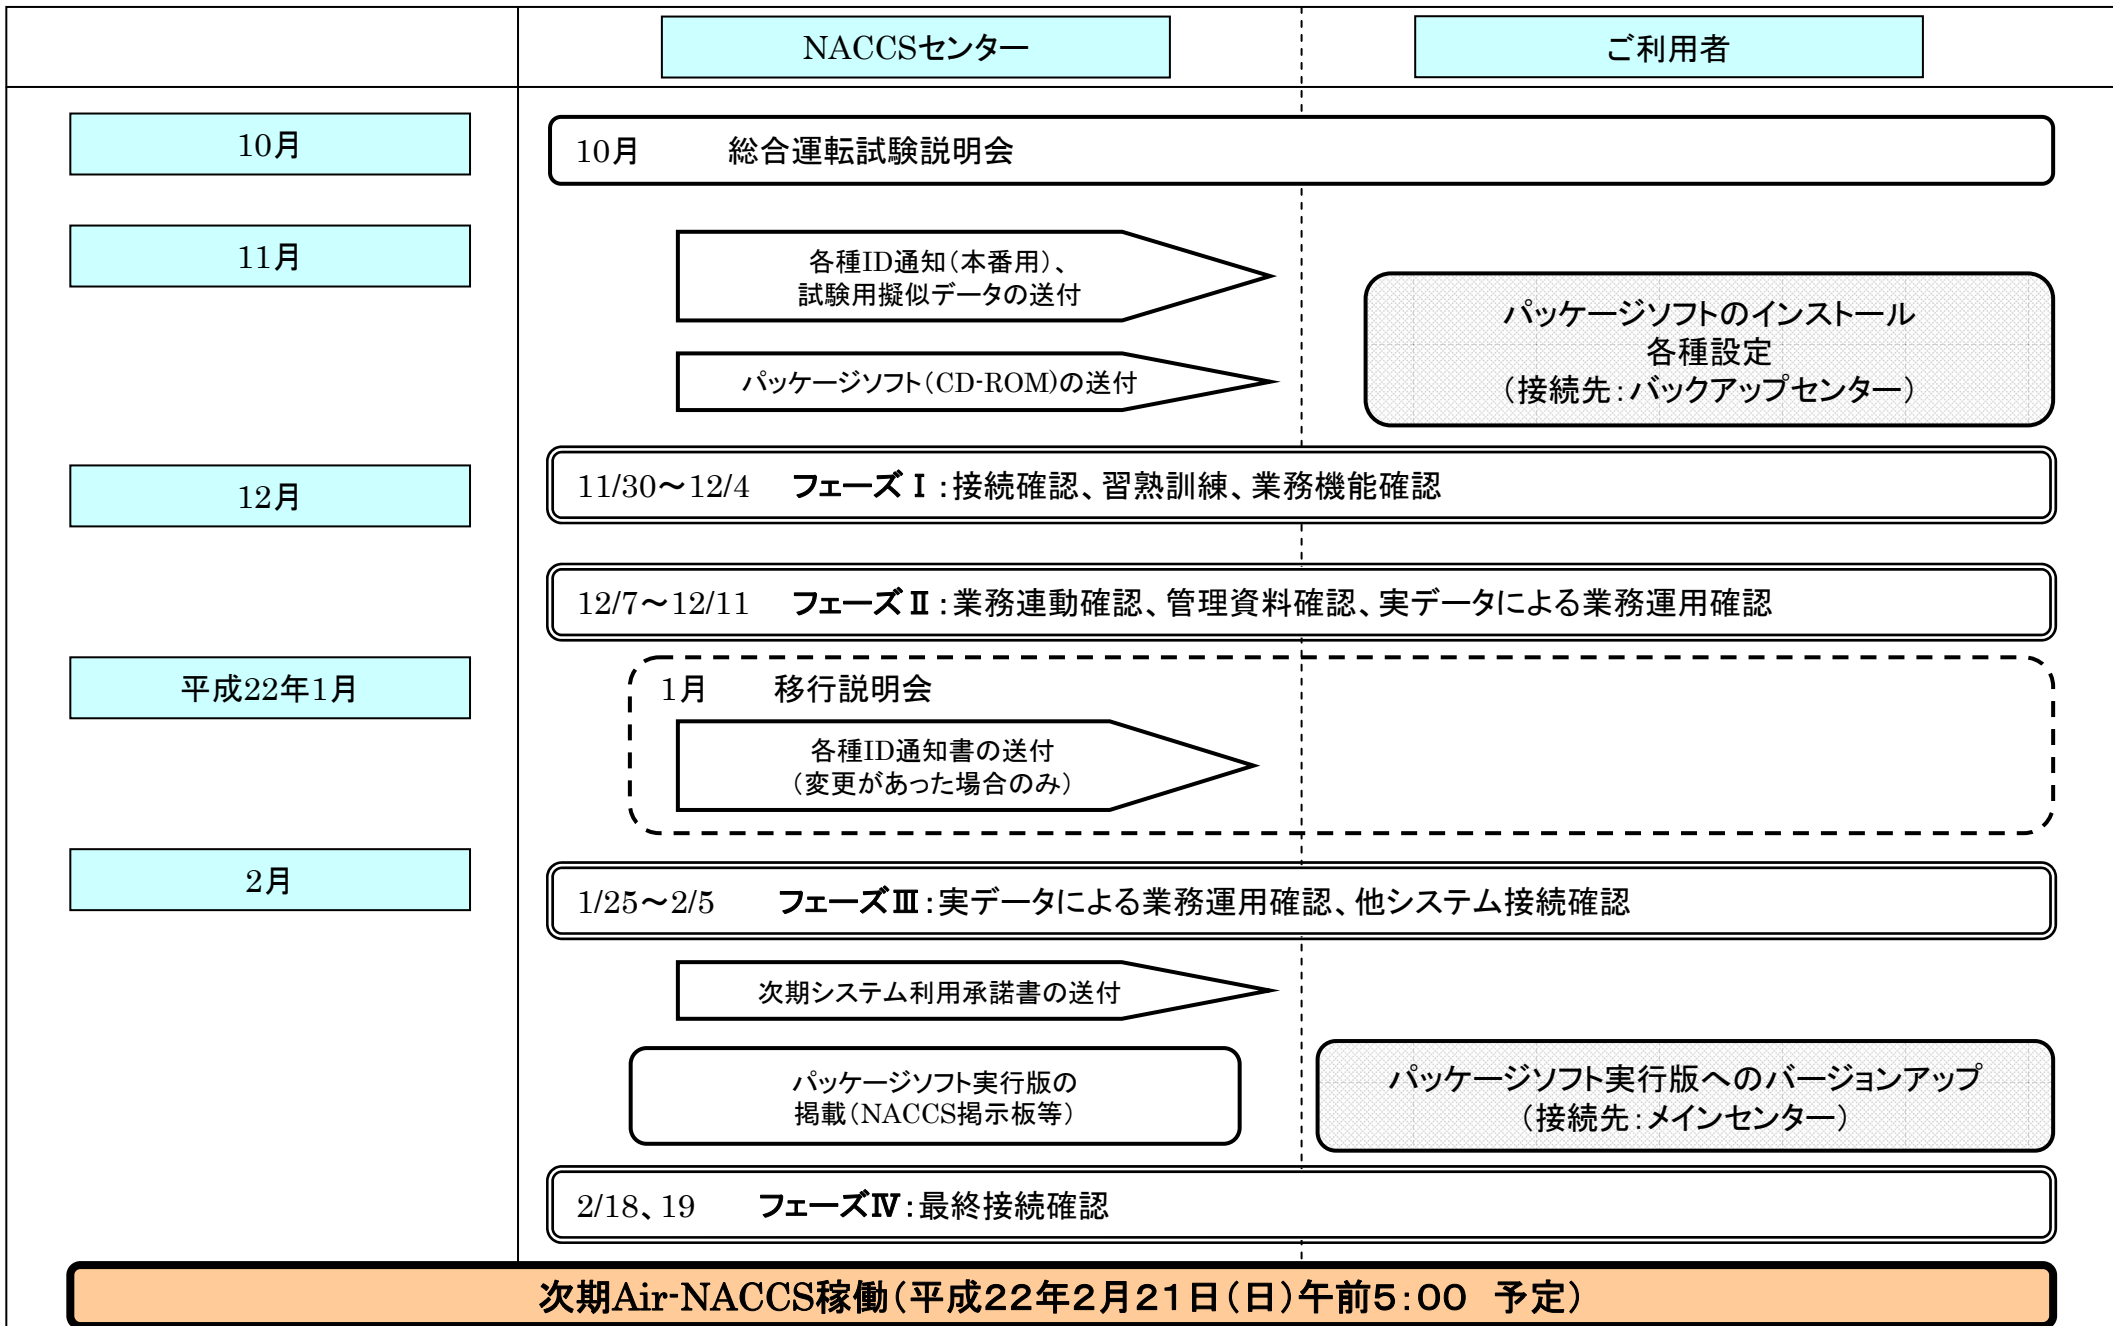 NACCSセンター
ご利用者
10月
10月 総合運転試験説明会
11月
各種ID通知(本番用)、
試験用擬似データの送付
パッケージソフト(CD-ROM)の送付
パッケージソフトのインストール
各種設定
(接続先:バックアップセンター)
12月
11/30～12/4 フェーズⅠ:接続確認、習熟訓練、業務機能確認
12/7～12/11 フェーズⅡ:業務連動確認、管理資料確認、実データによる業務運用確認
平成22年1月
1月 移行説明会
各種ID通知書の送付
(変更があった場合のみ)
2月
1/25～2/5 フェーズⅢ:実データによる業務運用確認、他システム接続確認
次期システム利用承諾書の送付
パッケージソフト実行版の
掲載(NACCS掲示板等)
パッケージソフト実行版へのバージョンアップ
(接続先:メインセンター)
2/18、19 フェーズⅣ:最終接続確認
次期Air-NACCS稼働(平成22年2月21日(日)午前5:00 予定)